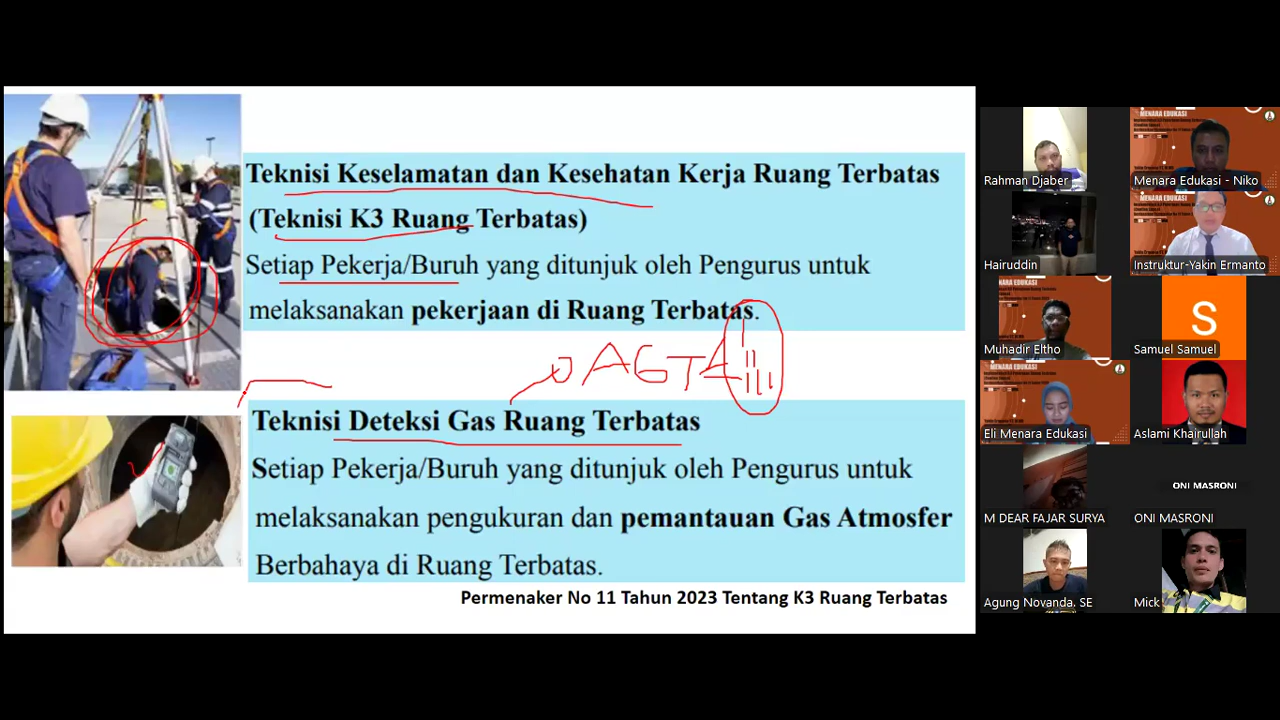 Teknisi Keselamatan dan Kesehatan Kerja Ruang Terbatas
(Teknisi K3 Ruang Terbatas)
Setiap Pekerja/Buruh yang ditunjuk oleh Pengurus untuk
melaksanakan pekerjaan di Ruang Terbatas.
AGT
Teknisi Deteksi Gas Ruang Terbatas
Setiap Pekerja/Buruh yang ditunjuk oleh Pengurus untuk
melaksanakan pengukuran dan pemantauan Gas Atmosfer
Berbahaya di Ruang Terbatas.
Permenaker No 11 Tahun 2023 Tentang K3 Ruang Terbatas
Rahman Djaber
MENARA EDUKASI
Menara Edukasi - Niko
Hairuddin
Instruktur-Yakin Ermanto
Muhadir Eltho
S
Samuel Samuel
Eli Menara Edukasi
Aslami Khairullah
M DEAR FAJAR SURYA
ONI MASRONI
ONI MASRONI
Agung Novanda. SE
Mick